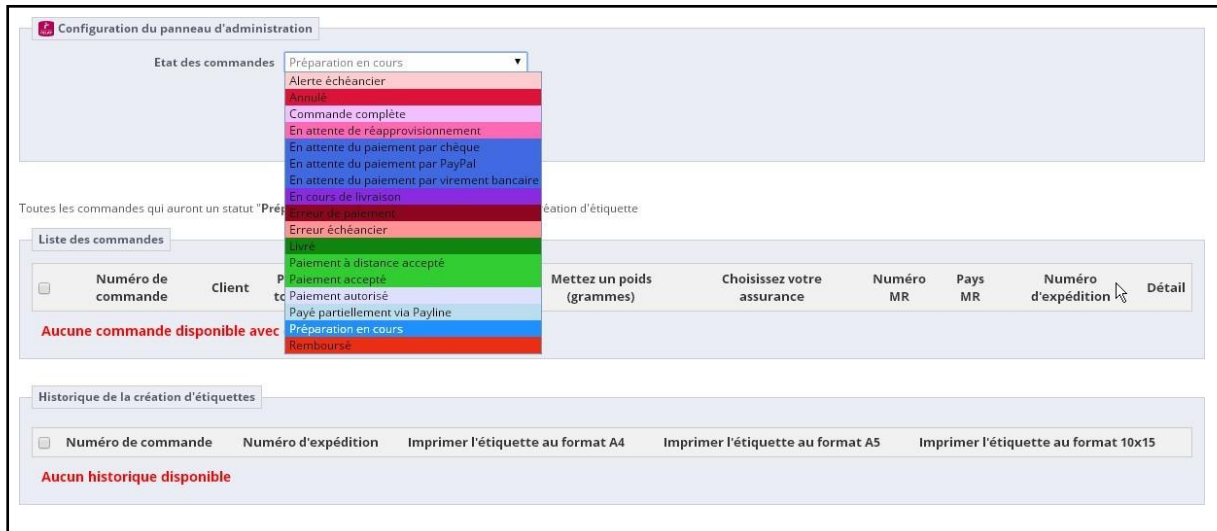 Configuration du panneau d'administration
Etat des commandes Préparation en cours
Alerte échéancier
Annulé
Commande complète
En attente de réapprovisionnement
En attente du paiement par chèque
En attente du paiement par PayPal
En attente du paiement par virement bancaire
En cours de livraison
Erreur de paiement
Erreur échéancier
Livré
Paiement à distance accepté
Paiement accepté
Paiement autorisé
Payé partiellement via Payline
Préparation en cours
Remboursé
Toutes les commandes qui auront un statut "Pré éation d'étiquette
Liste des commandes
Numéro de commande Client P to Mettez un poids (grammes) Choisissez votre assurance Numéro MR Pays MR Numéro d'expédition Détail
Aucune commande disponible avec
Historique de la création d'étiquettes
Numéro de commande Numéro d'expédition Imprimer l'étiquette au format A4 Imprimer l'étiquette au format A5 Imprimer l'étiquette au format 10x15
Aucun historique disponible